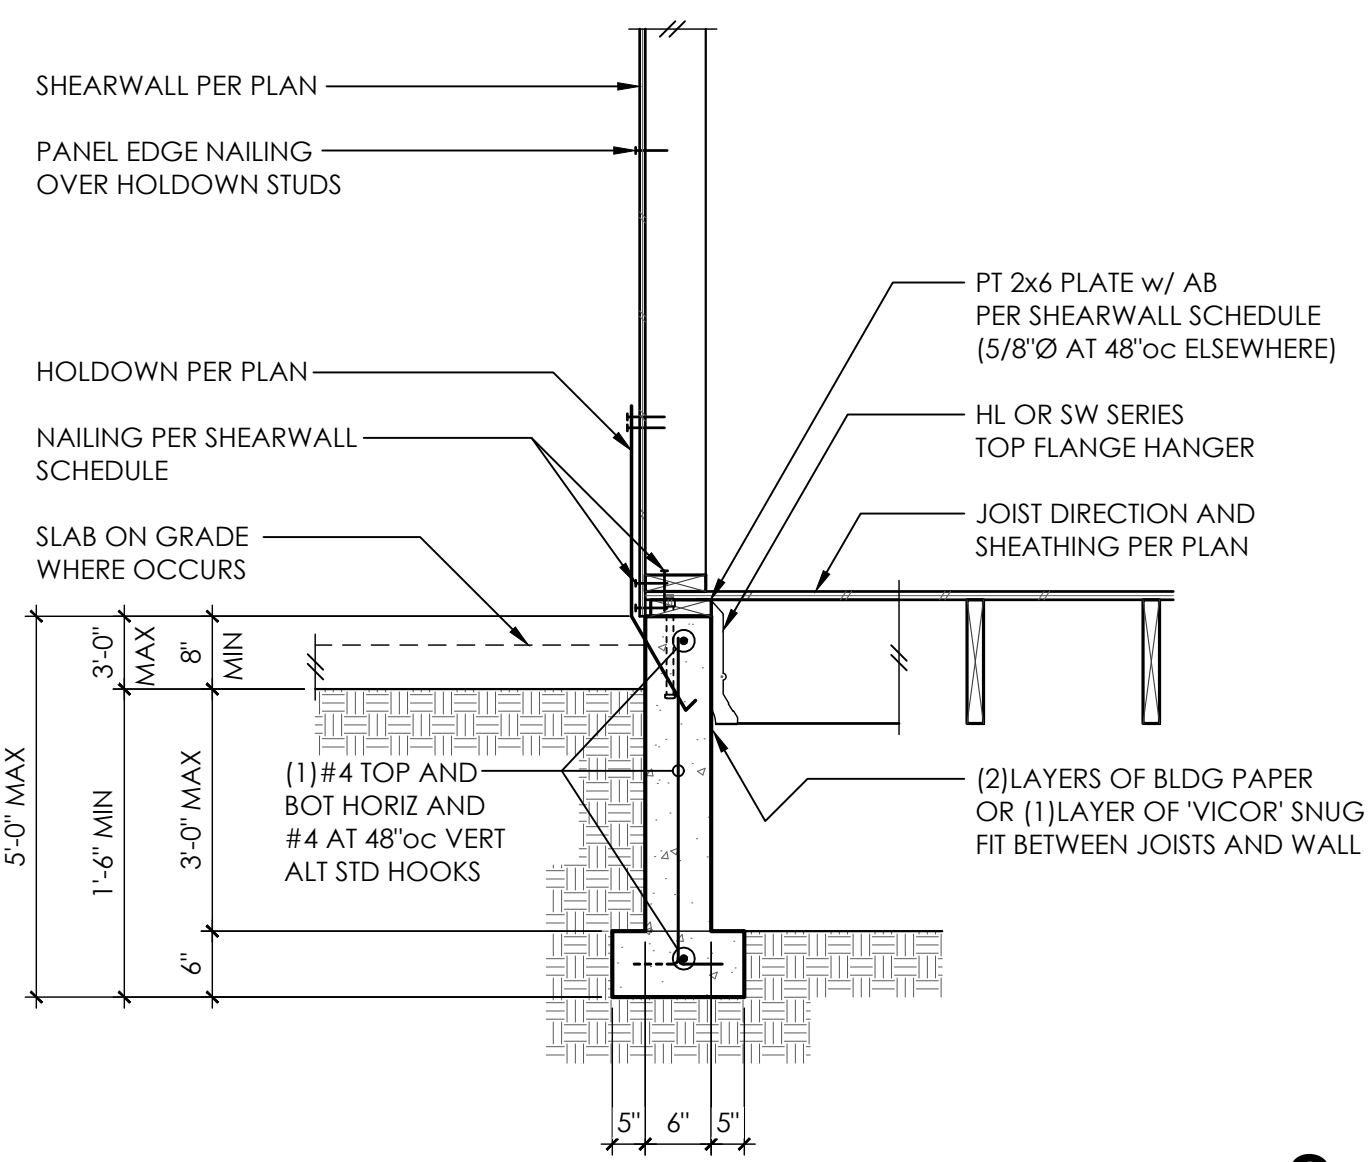 SHEARWALL PER PLAN
PANEL EDGE NAILING
OVER HOLDOWN STUDS
HOLDOWN PER PLAN
NAILING PER SHEARWALL
SCHEDULE
SLAB ON GRADE
WHERE OCCURS
PT 2x6 PLATE w/ AB
PER SHEARWALL SCHEDULE
(5/8"Ø AT 48"oc ELSEWHERE)
HL OR SW SERIES
TOP FLANGE HANGER
JOIST DIRECTION AND
SHEATHING PER PLAN
(2)LAYERS OF BLDG PAPER
OR (1)LAYER OF 'VICOR' SNUG
FIT BETWEEN JOISTS AND WALL
(1)#4 TOP AND
BOT HORIZ AND
#4 AT 48"oc VERT
ALT STD HOOKS
5'-0" MAX
3'-0"
MAX
1'-6" MIN
8"
MIN
3'-0" MAX
6"
5"
6"
5"